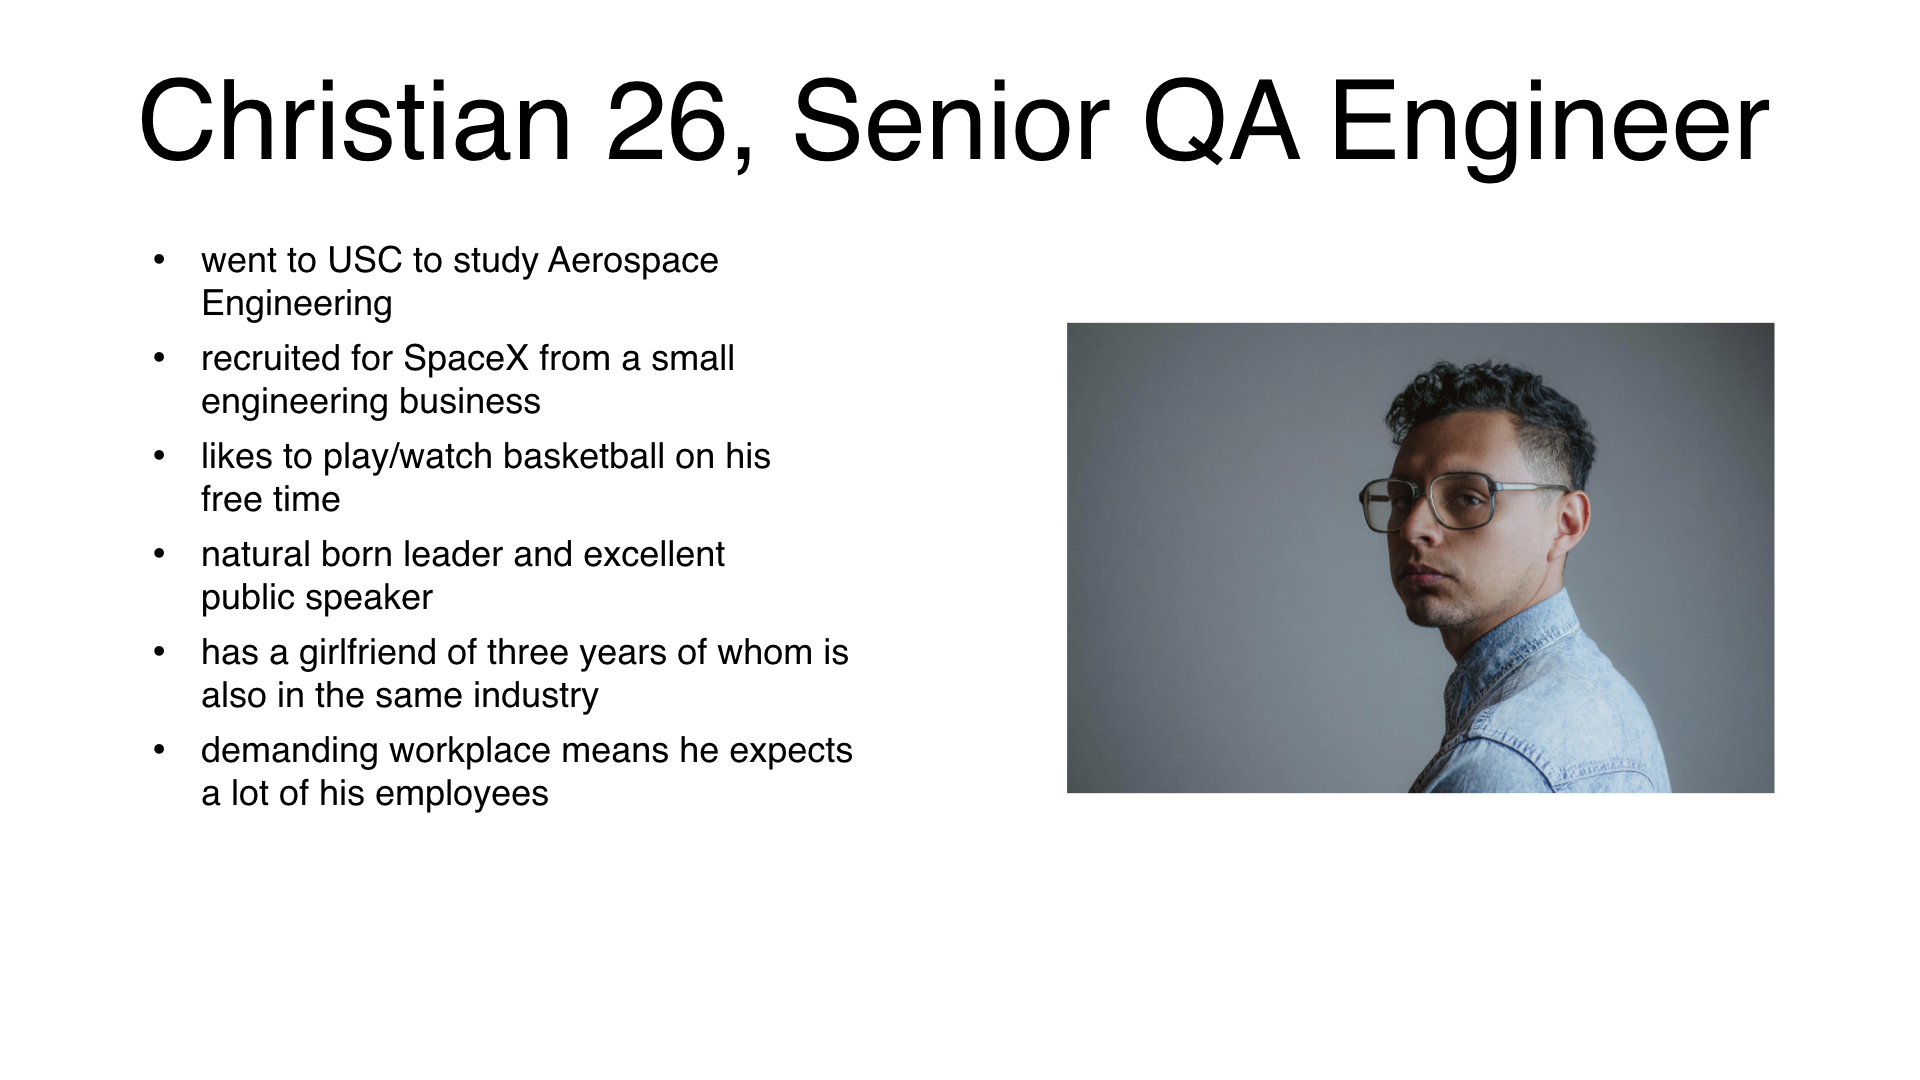 Christian 26, Senior QA Engineer
• went to USC to study Aerospace
Engineering
• recruited for SpaceX from a small
engineering business
• likes to play/watch basketball on his
free time
• natural born leader and excellent
public speaker
• has a girlfriend of three years of whom is
also in the same industry
• demanding workplace means he expects
a lot of his employees